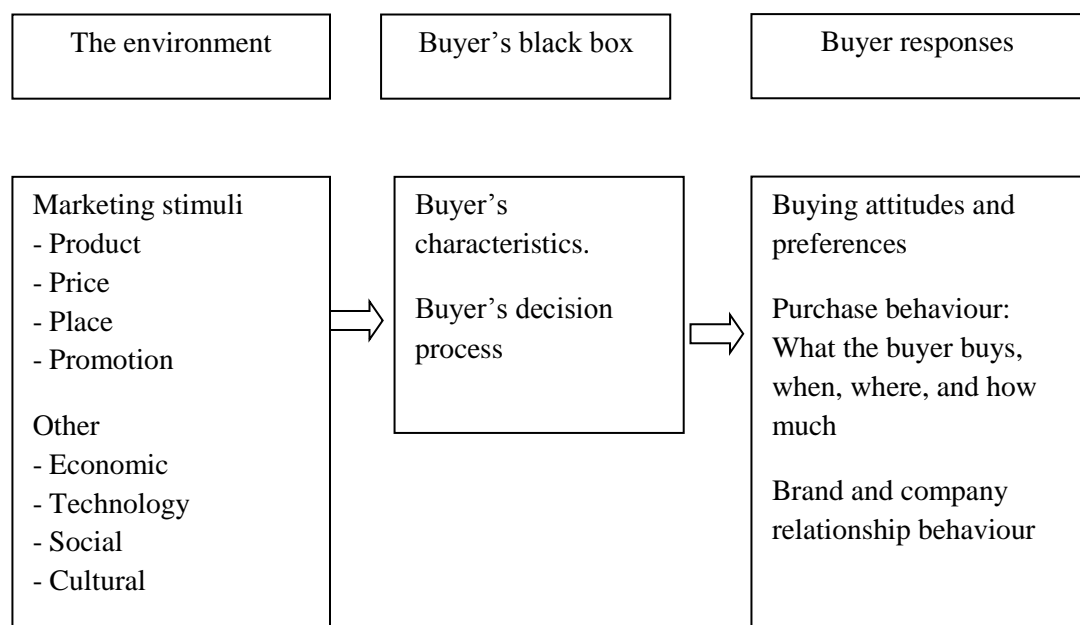 The environment
Buyer’s black box
Buyer responses
Marketing stimuli
- Product
- Price
- Place
- Promotion
Other
- Economic
- Technology
- Social
- Cultural
Buyer’s
characteristics.
Buyer’s decision
process
Buying attitudes and
preferences
Purchase behaviour:
What the buyer buys,
when, where, and how
much
Brand and company
relationship behaviour